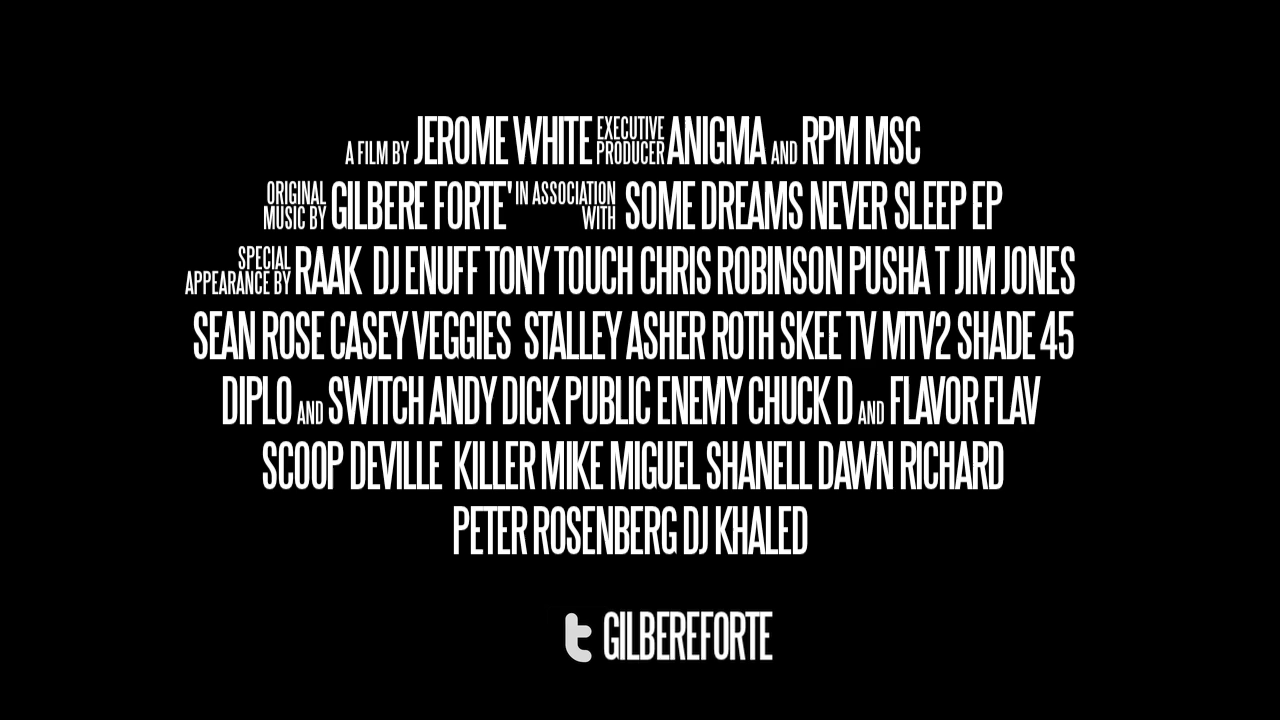 A FILM BY JEROME WHITE EXECUTIVE PRODUCER ANIGMA AND RPM MSC
ORIGINAL MUSIC BY GILBERE FORTE' IN ASSOCIATION WITH SOME DREAMS NEVER SLEEP EP
SPECIAL APPEARANCE BY RAAK DJ ENUFF TONY TOUCH CHRIS ROBINSON PUSHA T JIM JONES
SEAN ROSE CASEY VEGGIES STALLEY ASHER ROTH SKEE TV MTV2 SHADE 45
DIPLO AND SWITCH ANDY DICK PUBLIC ENEMY CHUCK D AND FLAVOR FLAV
SCOOP DEVILLE KILLER MIKE MIGUEL SHANELL DAWN RICHARD
PETER ROSENBERG DJ KHALED
t GILBEREFORTE